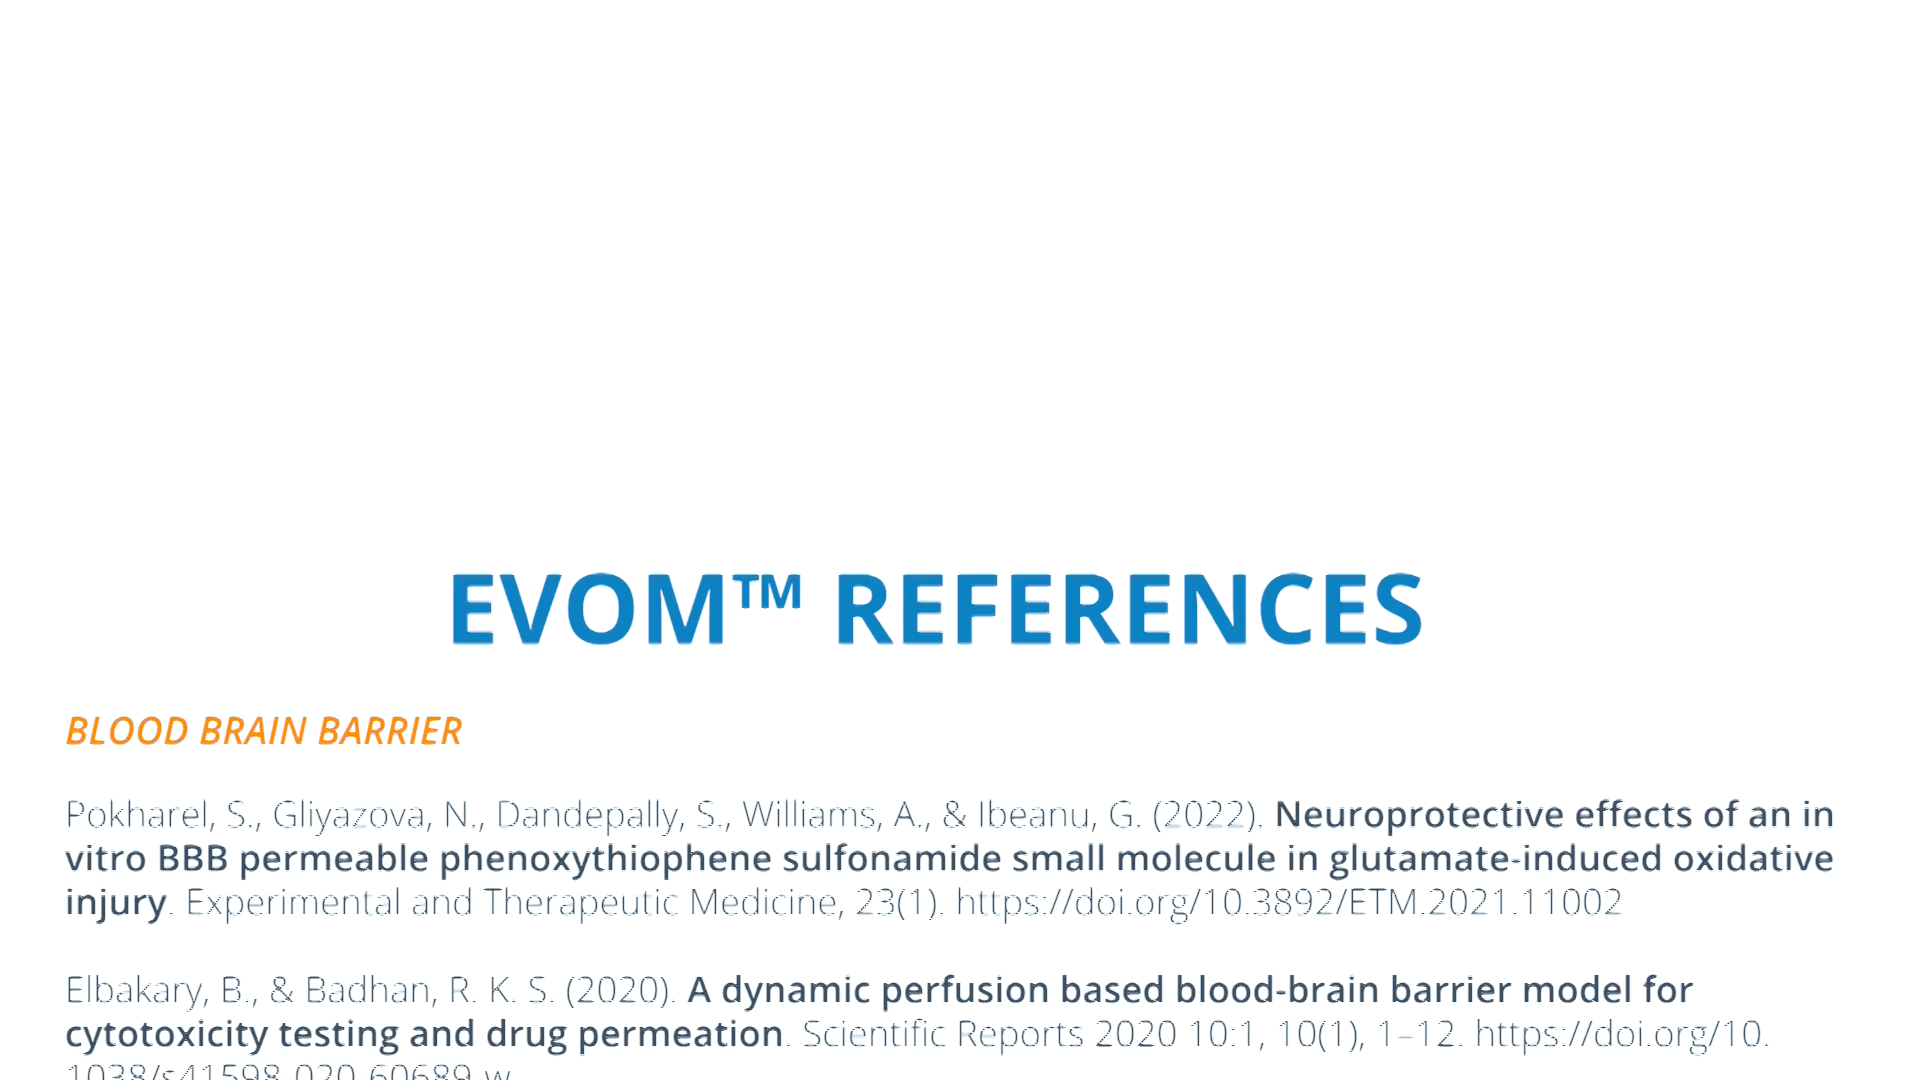 EVOM™ REFERENCES
BLOOD BRAIN BARRIER
Pokharel, S., Gliyazova, N., Dandepally, S., Williams, A., & Ibeanu, G. (2022). Neuroprotective effects of an in
vitro BBB permeable phenoxythiophene sulfonamide small molecule in glutamate-induced oxidative
injury. Experimental and Therapeutic Medicine, 23(1). https://doi.org/10.3892/ETM.2021.11002
Elbakary, B., & Badhan, R. K. S. (2020). A dynamic perfusion based blood-brain barrier model for
cytotoxicity testing and drug permeation. Scientific Reports 2020 10:1, 10(1), 1–12. https://doi.org/10.
1038/s41598-020-60689-w